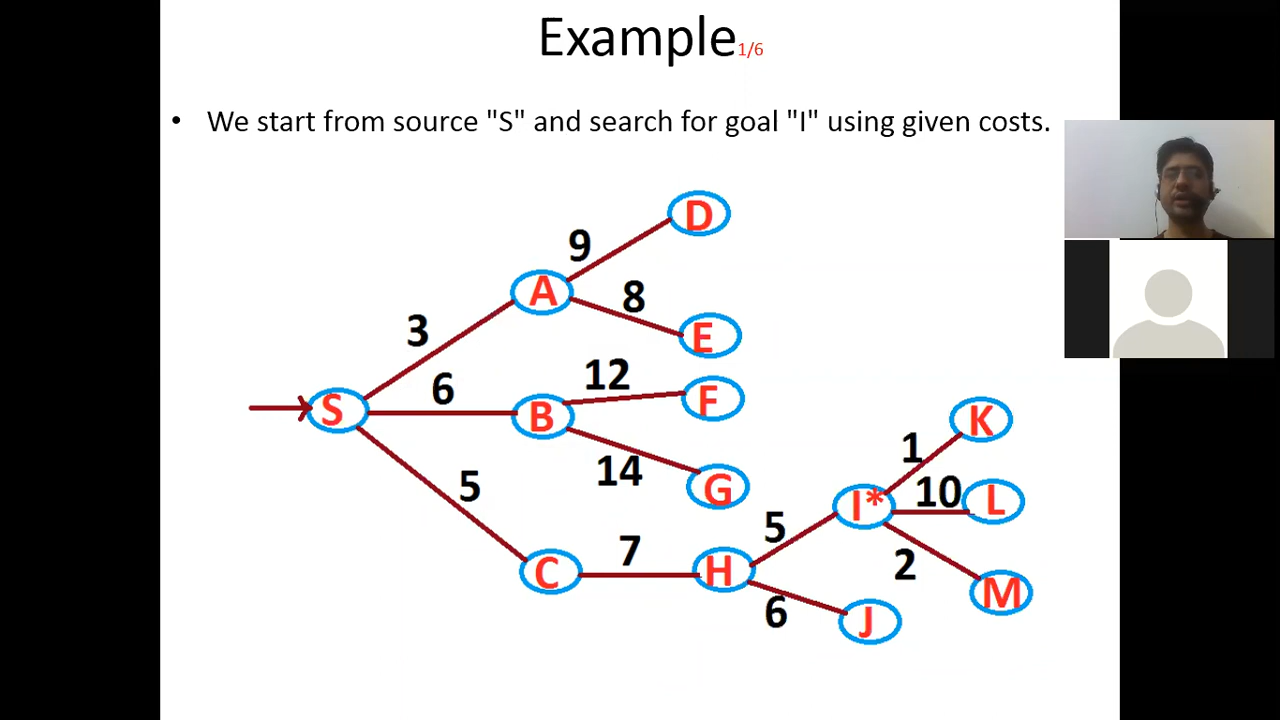 Example1/6
• We start from source "S" and search for goal "I" using given costs.
D
9
A
8
3
E
12
6
F
S
B
K
1
14
5
G
10
L
I*
5
7
2
C
H
M
6
J